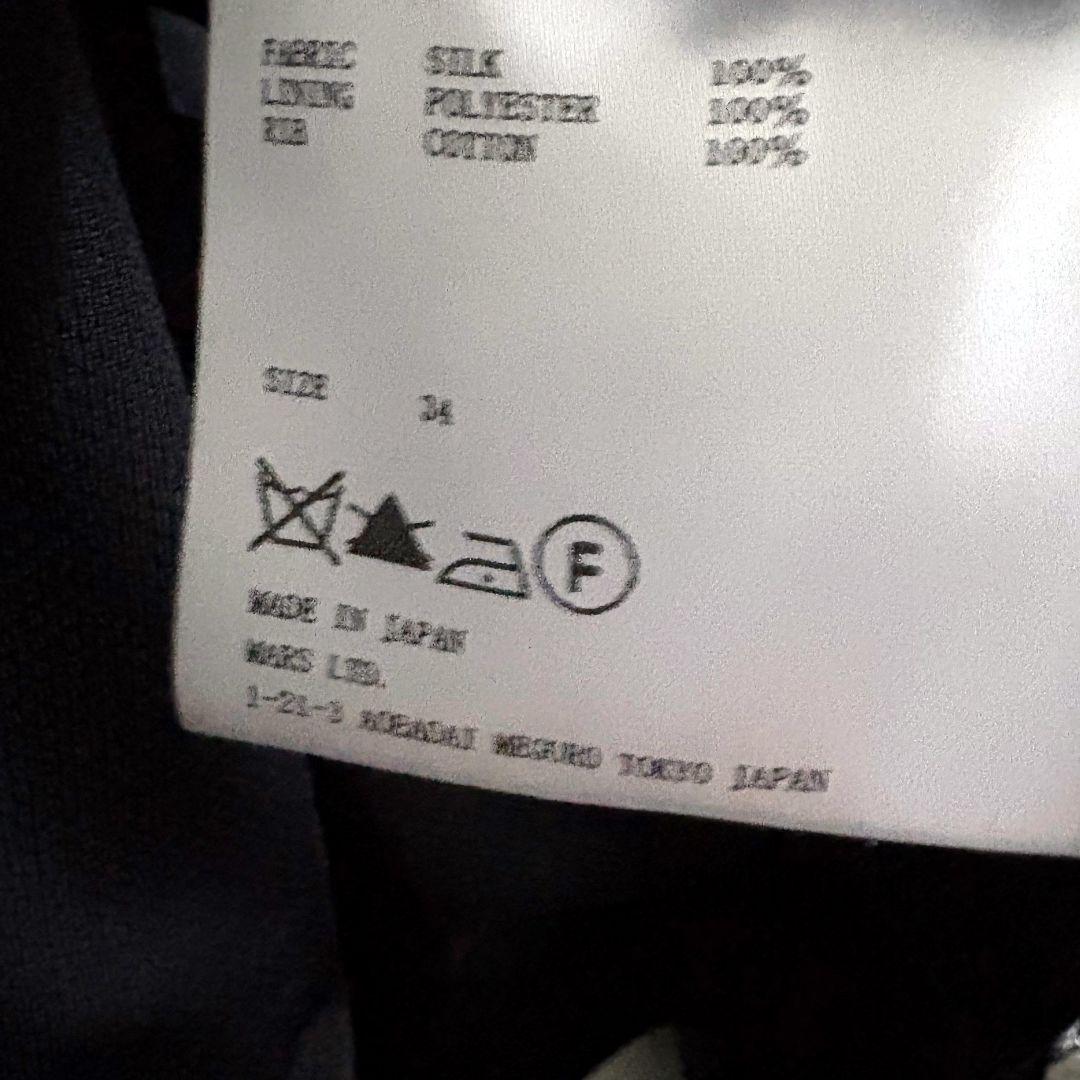 FABRIC SILK 100%
LINING POLYESTER 100%
RIB COTTON 100%
SIZE 34
F
MADE IN JAPAN
MARS LTD.
1-21-3 AOBADAI MEGURO TOKYO JAPAN